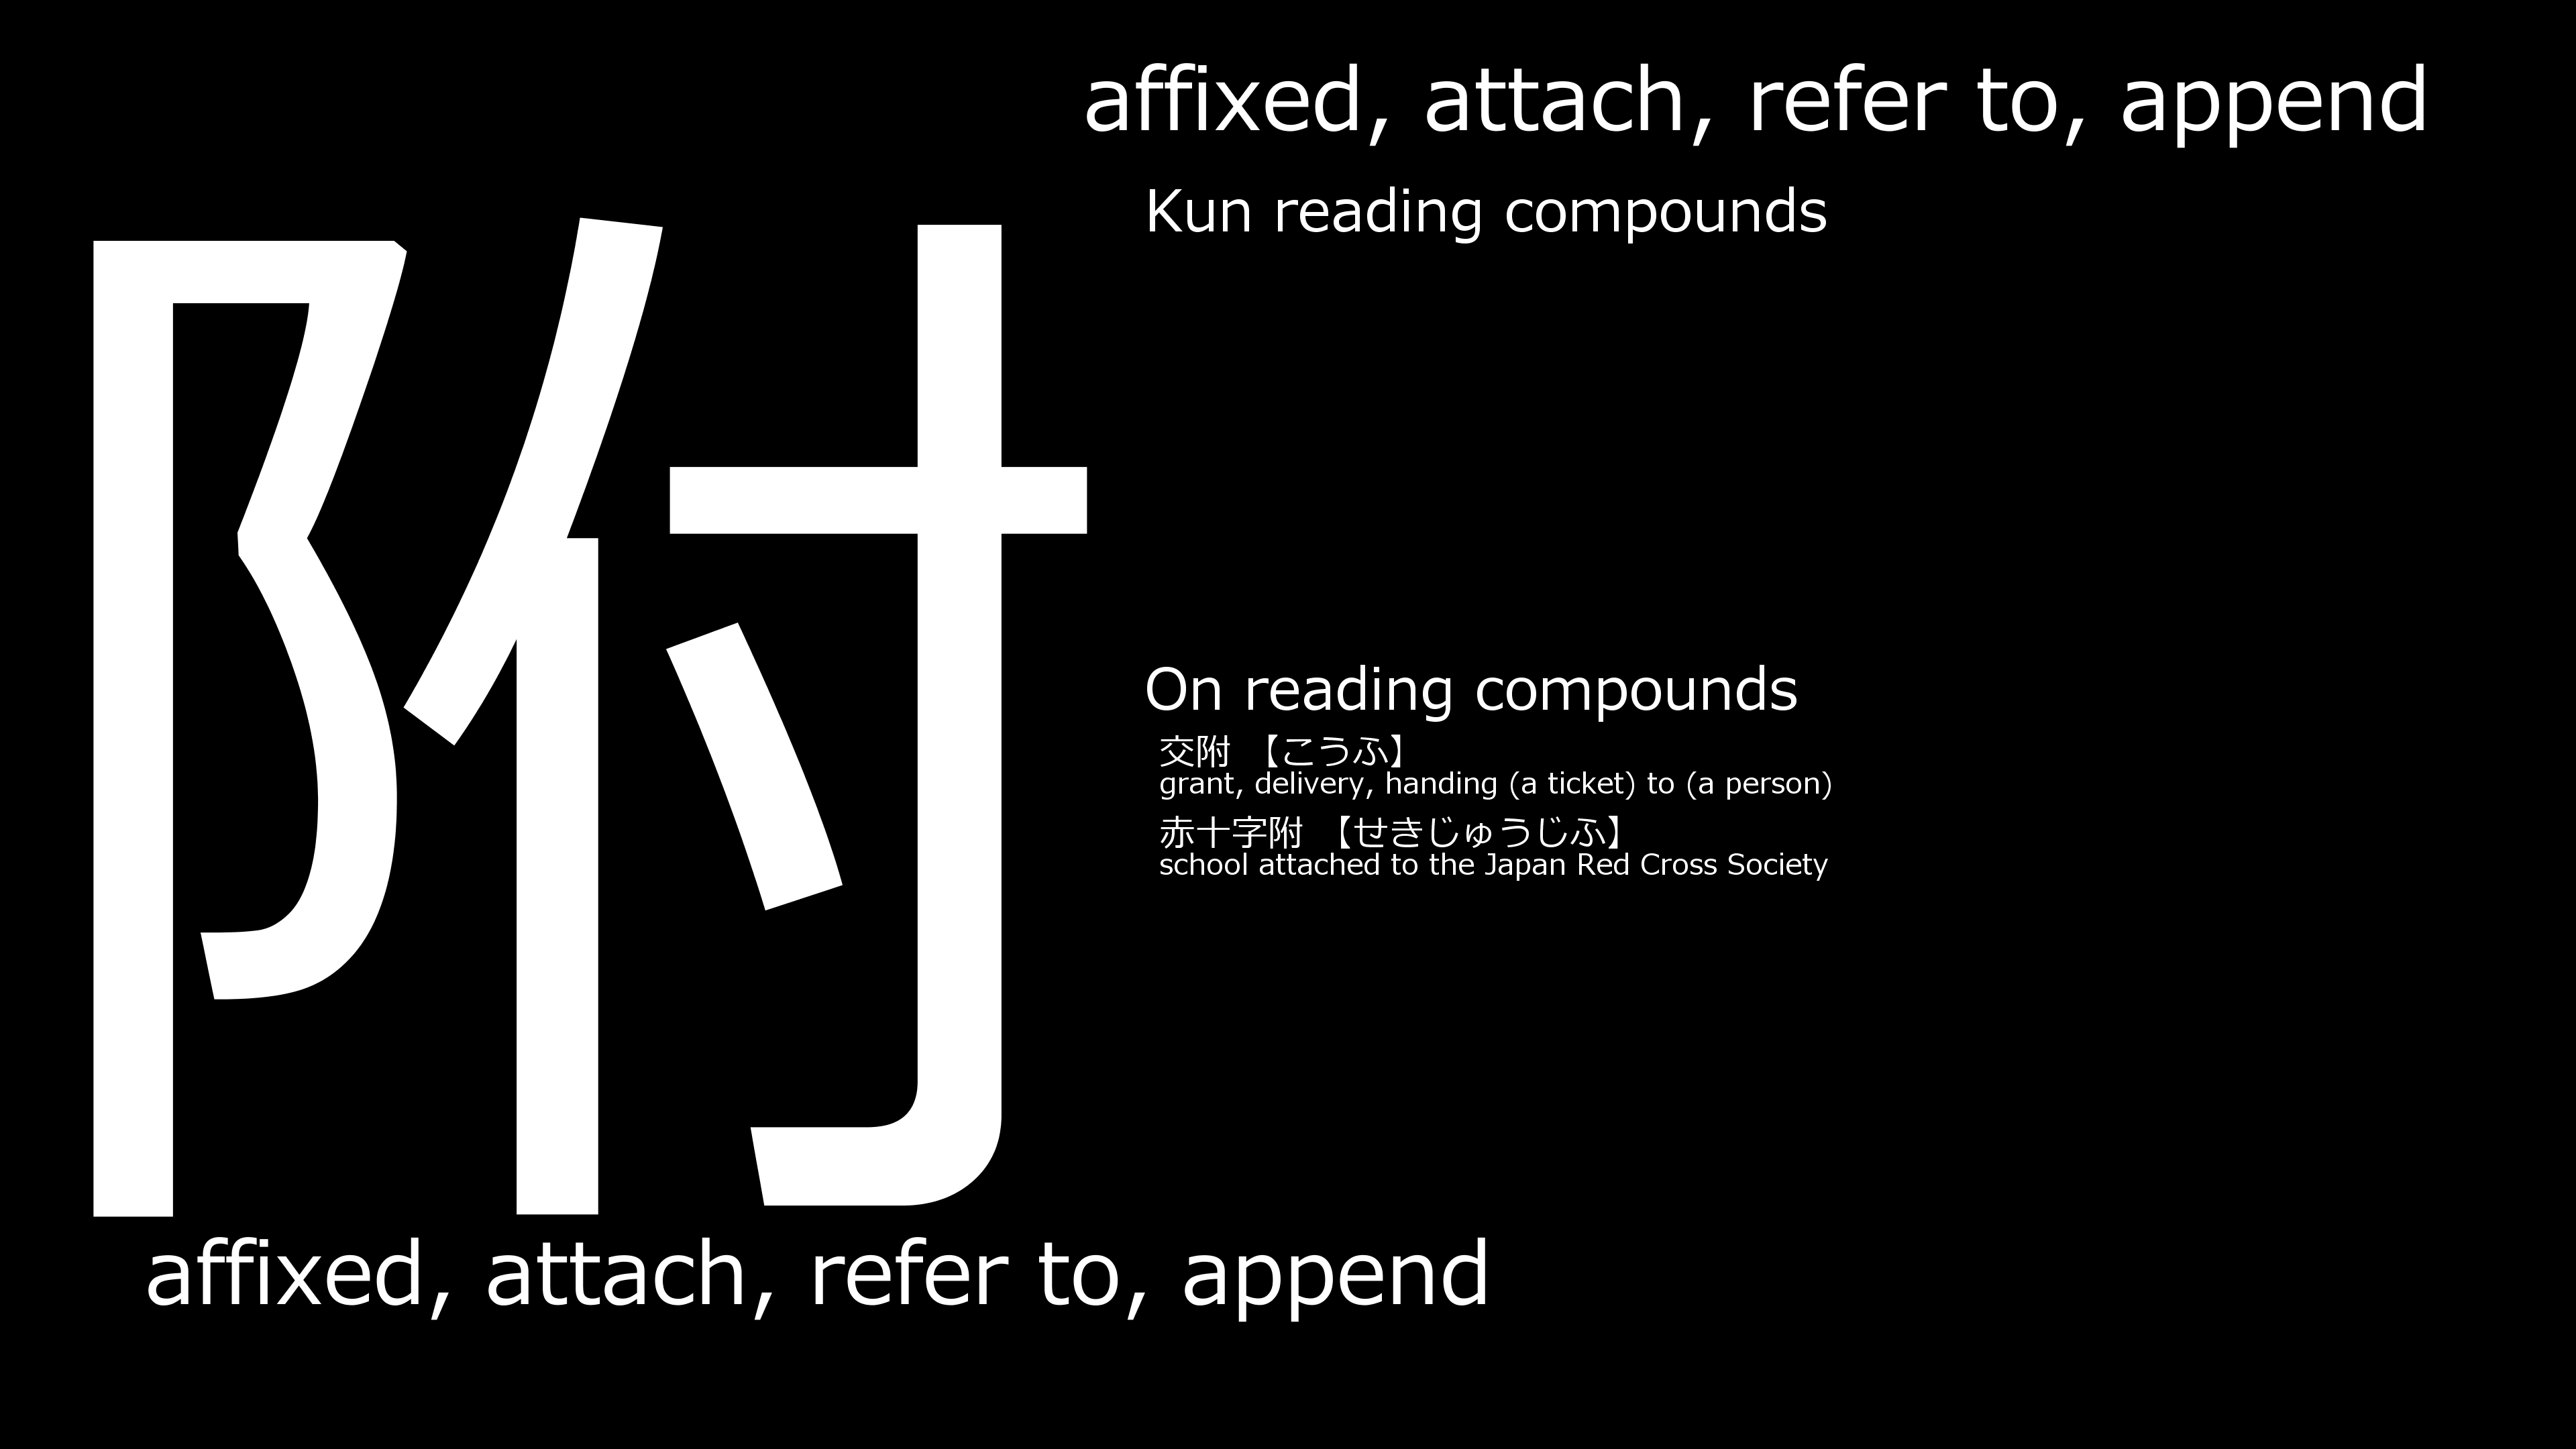 affixed, attach, refer to, append
Kun reading compounds
附
On reading compounds
交附 【こうふ】
grant, delivery, handing (a ticket) to (a person)
赤十字附 【せきじゅうじふ】
school attached to the Japan Red Cross Society
affixed, attach, refer to, append